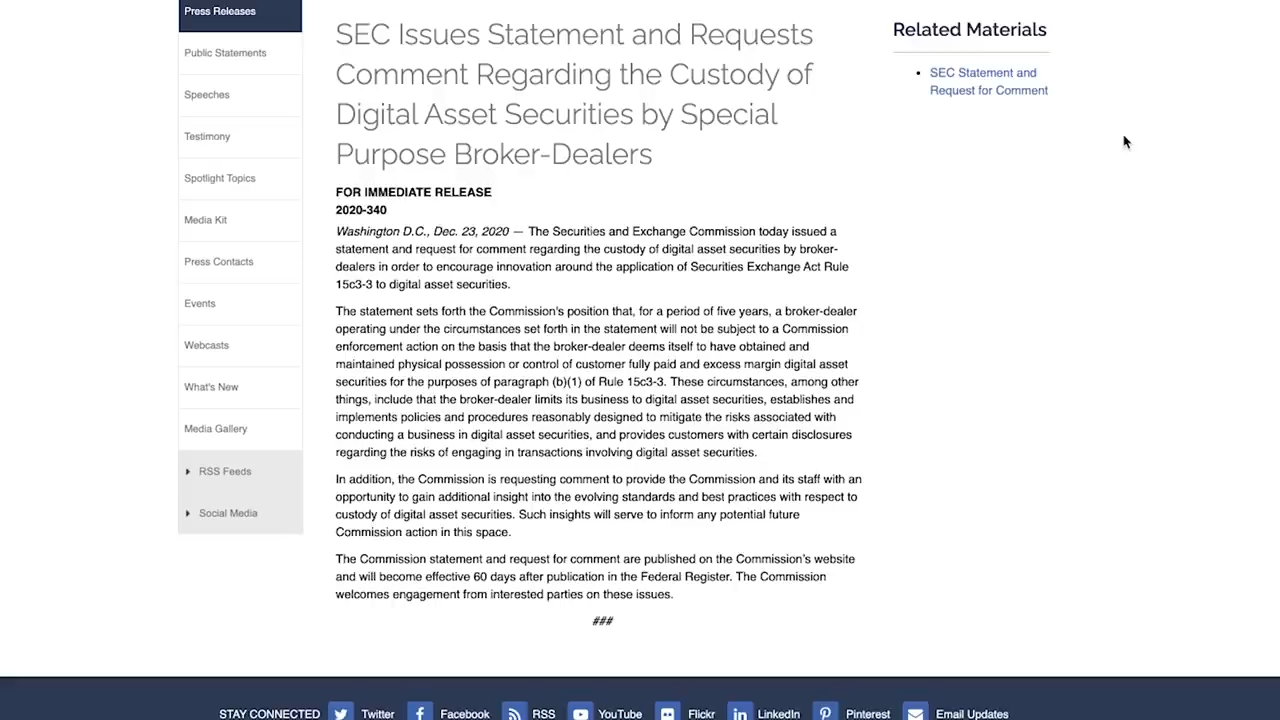 Press Releases
Public Statements
Speeches
Testimony
Spotlight Topics
Media Kit
Press Contacts
Events
Webcasts
What's New
Media Gallery
RSS Feeds
Social Media
SEC Issues Statement and Requests
Comment Regarding the Custody of
Digital Asset Securities by Special
Purpose Broker-Dealers
FOR IMMEDIATE RELEASE
2020-340
Washington D.C., Dec. 23, 2020 — The Securities and Exchange Commission today issued a
statement and request for comment regarding the custody of digital asset securities by broker-
dealers in order to encourage innovation around the application of Securities Exchange Act Rule
15c3-3 to digital asset securities.
The statement sets forth the Commission's position that, for a period of five years, a broker-dealer
operating under the circumstances set forth in the statement will not be subject to a Commission
enforcement action on the basis that the broker-dealer deems itself to have obtained and
maintained physical possession or control of customer fully paid and excess margin digital asset
securities for the purposes of paragraph (b)(1) of Rule 15c3-3. These circumstances, among other
things, include that the broker-dealer limits its business to digital asset securities, establishes and
implements policies and procedures reasonably designed to mitigate the risks associated with
conducting a business in digital asset securities, and provides customers with certain disclosures
regarding the risks of engaging in transactions involving digital asset securities.
In addition, the Commission is requesting comment to provide the Commission and its staff with an
opportunity to gain additional insight into the evolving standards and best practices with respect to
custody of digital asset securities. Such insights will serve to inform any potential future
Commission action in this space.
The Commission statement and request for comment are published on the Commission's website
and will become effective 60 days after publication in the Federal Register. The Commission
welcomes engagement from interested parties on these issues.
###
Related Materials
SEC Statement and
Request for Comment
STAY CONNECTED Twitter Facebook RSS YouTube Flickr LinkedIn Pinterest Email Updates